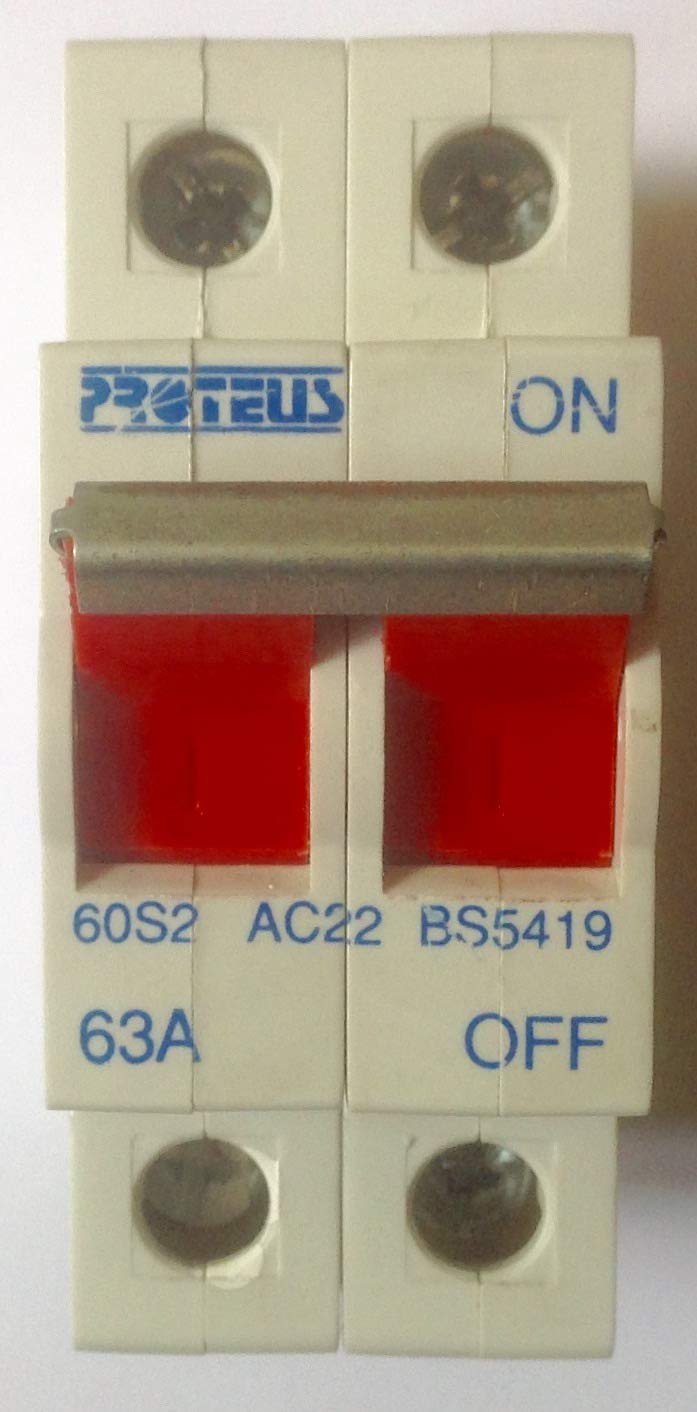 PROTEUS ON
60S2 AC22 BS5419
63A OFF